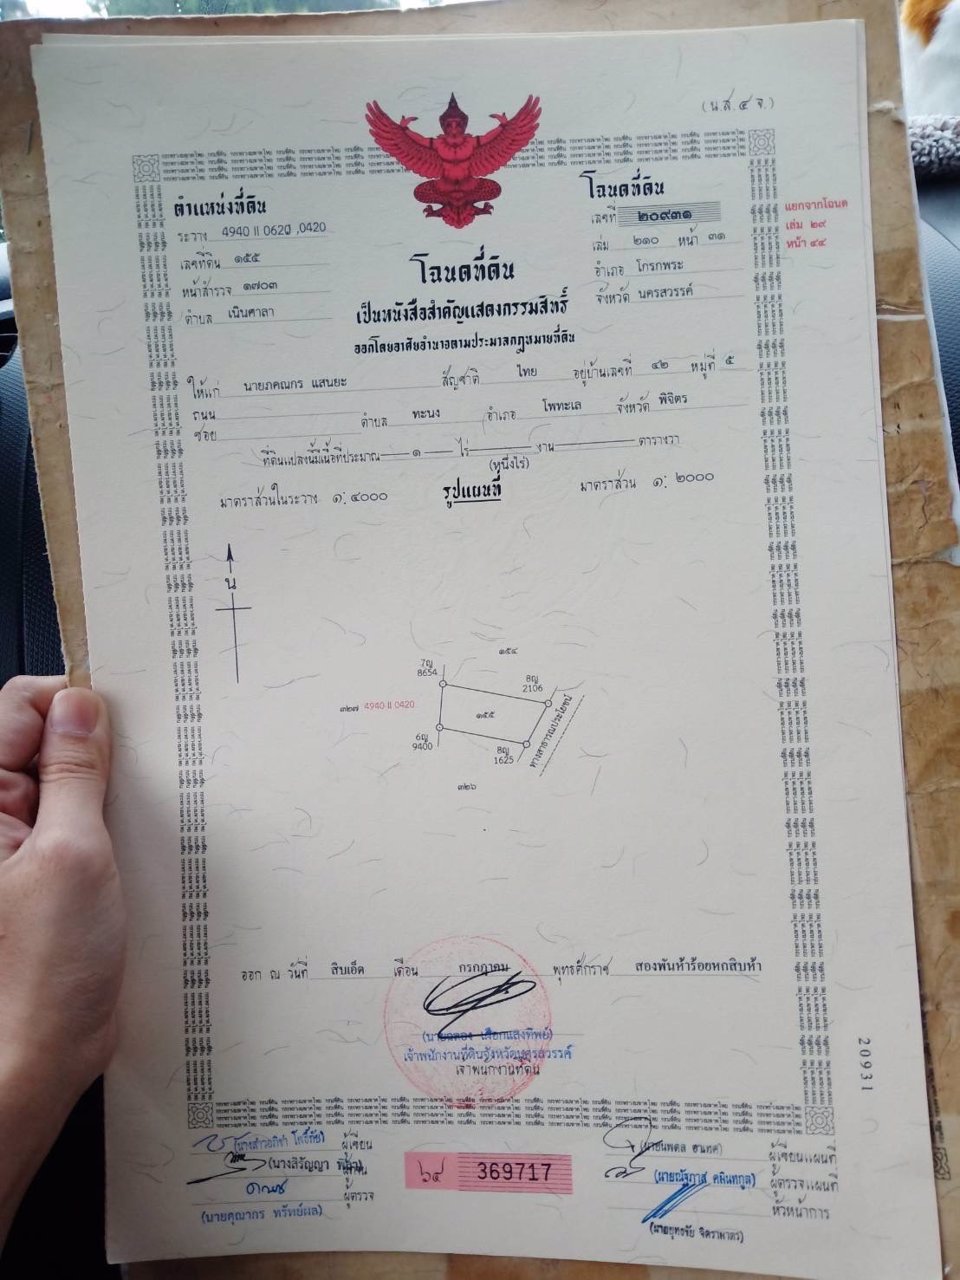 (น.ส.๔ จ.)
ตำแหน่งที่ดิน
ระวาง 4940 II 0620 ,0420
เลขที่ดิน ๑๕๕
หน้าสำรวจ ๑๗๐๓
ตำบล เนินศาลา
โฉนดที่ดิน
เลขที่ ๒๐๙๓๑
เล่ม ๒๑๐ หน้า ๓๑
อำเภอ โกรกพระ
จังหวัด นครสวรรค์
แยกจากโฉนด
เล่ม ๒๙
หน้า ๔๔
โฉนดที่ดิน
เป็นหนังสือสำคัญแสดงกรรมสิทธิ์
ออกโดยอาศัยอำนาจตามประมวลกฎหมายที่ดิน
ให้แก่ นายภคณกร แสนยะ สัญชาติ ไทย อยู่บ้านเลขที่ ๔๒ หมู่ที่ ๕
ถนน
ซอย ตำบล ทะนง อำเภอ โพทะเล จังหวัด พิจิตร
ที่ดินแปลงนี้มีเนื้อที่ประมาณ ๑ ไร่ งาน ตารางวา
(หนึ่งไร่)
มาตราส่วนในระวาง ๑: ๔๐๐๐ รูปแผนที่ มาตราส่วน ๑: ๒๐๐๐
น
๑๕๔
7ญ
8654
8ญ
2106
๓๒๗ 4940 II 0420
๑๕๕
6ญ
9400
8ญ
1625
ทางสาธารณประโยชน์
๓๒๖
ออก ณ วันที่ สิบเอ็ด เดือน กรกฎาคม พุทธศักราช สองพันห้าร้อยหกสิบห้า
เจ้าพนักงานที่ดินจังหวัดนครสวรรค์
เจ้าพนักงานที่ดิน
20931
ผู้เขียน
(นางสิรัญญา
ผู้ตรวจ
(นายคุณากร ทรัพย์ผล)
๖๔ 369717
ผู้เขียนแผนที่
ผู้ตรวจแผนที่
หัวหน้าการ